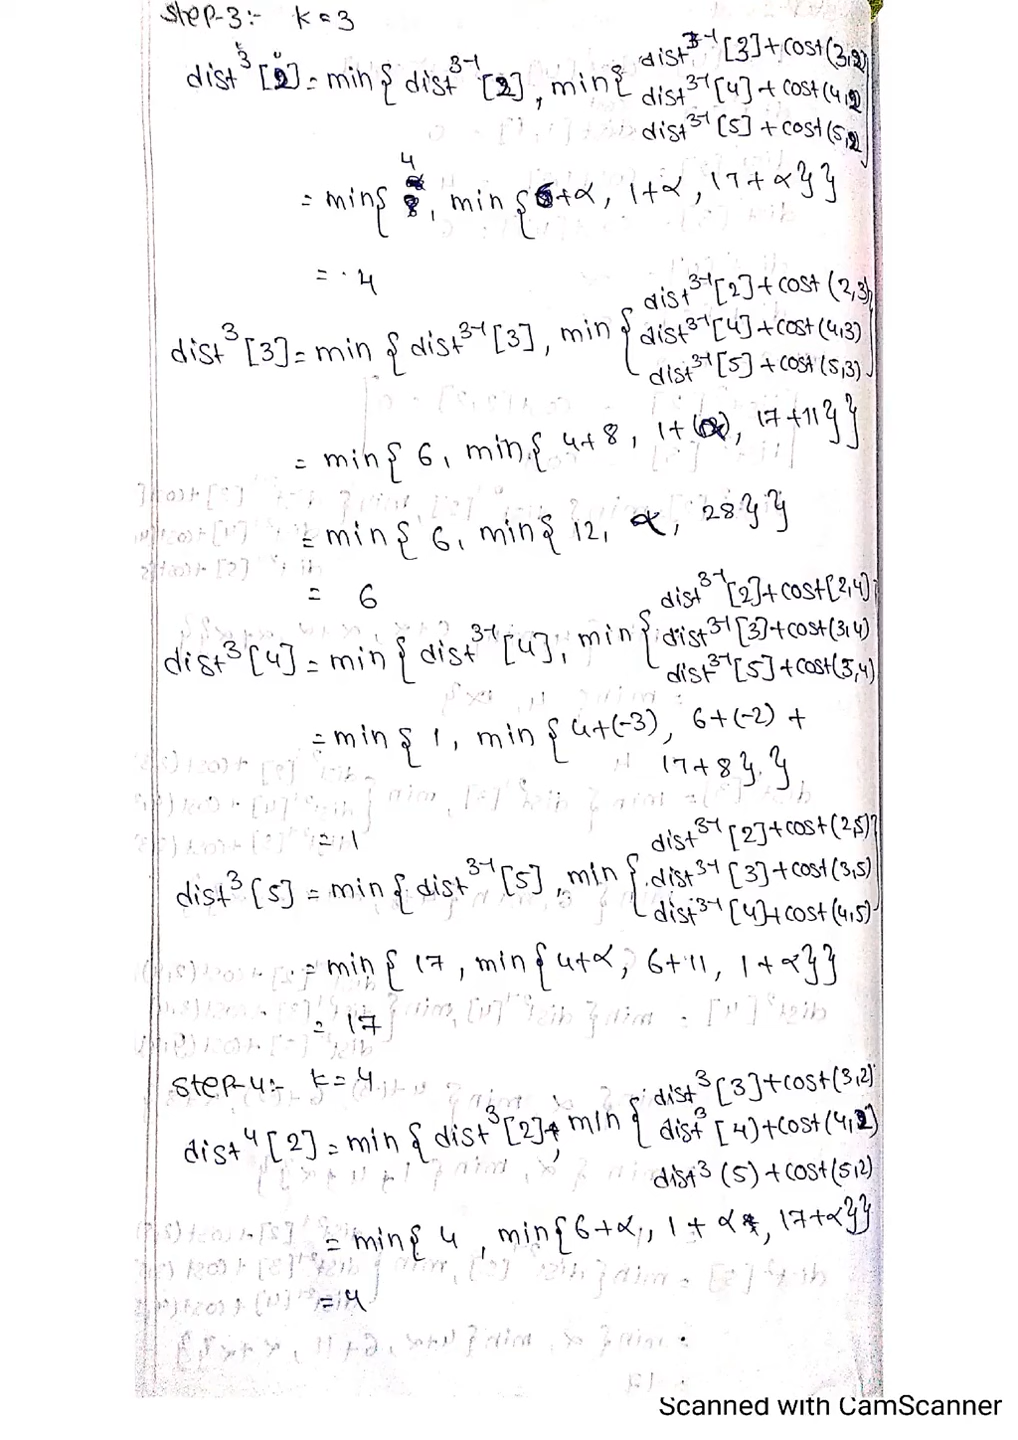 Step-3:- k=3
dist³[2] = min{ dist³⁻¹[2], min{ dist³⁻¹[3]+cost(3,2)
dist³⁻¹[4]+cost(4,2)
dist³⁻¹[5]+cost(5,2)
= min{ 4, min{ 6+α, 1+α, 17+α}}
= 4
dist³[3] = min{ dist³⁻¹[3], min{ dist³⁻¹[2]+cost(2,3)
dist³⁻¹[4]+cost(4,3)
dist³⁻¹[5]+cost(5,3)
= min{ 6, min{ 4+8, 1+(α), 17+11}}
= min{ 6, min{ 12, α, 28}}
= 6
dist³[4] = min{ dist³⁻¹[4], min{ dist³⁻¹[2]+cost[2,4)
dist³⁻¹[3]+cost(3,4)
dist³⁻¹[5]+cost(5,4)
= min{ 1, min{ 4+(-3), 6+(-2) +
17+8}.}
= 1
dist³[5] = min{ dist³⁻¹[5], min{ dist³⁻¹[2]+cost(2,5)
dist³⁻¹[3]+cost(3,5)
dist³⁻¹[4]+cost(4,5)
= min{ 17, min{ 4+α, 6+11, 1+α}}
= 17
Step-4:- k=4
dist⁴[2] = min{ dist³[2], min{ dist³[3]+cost(3,2)
dist³[4)+cost(4,2)
dist³(5)+cost(5,2)
= min{ 4, min{ 6+α, 1+α, 17+α}}
= 4
Scanned with CamScanner